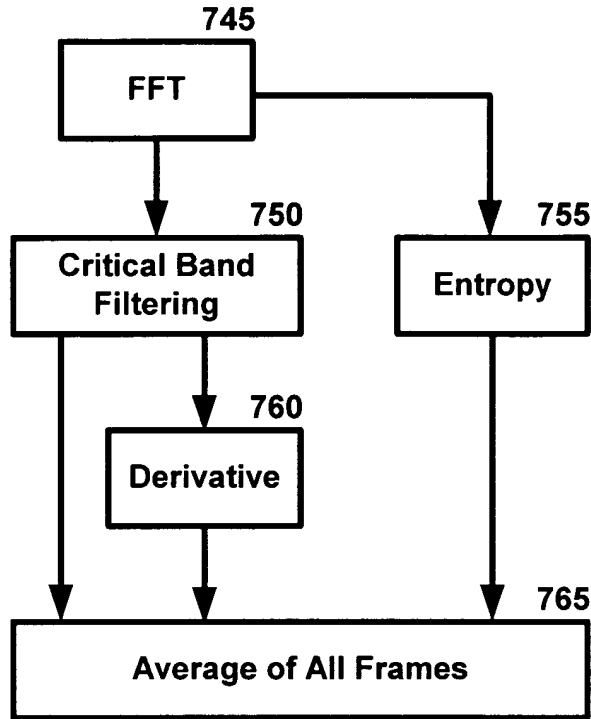 745
FFT
750
Critical Band
Filtering
755
Entropy
760
Derivative
765
Average of All Frames